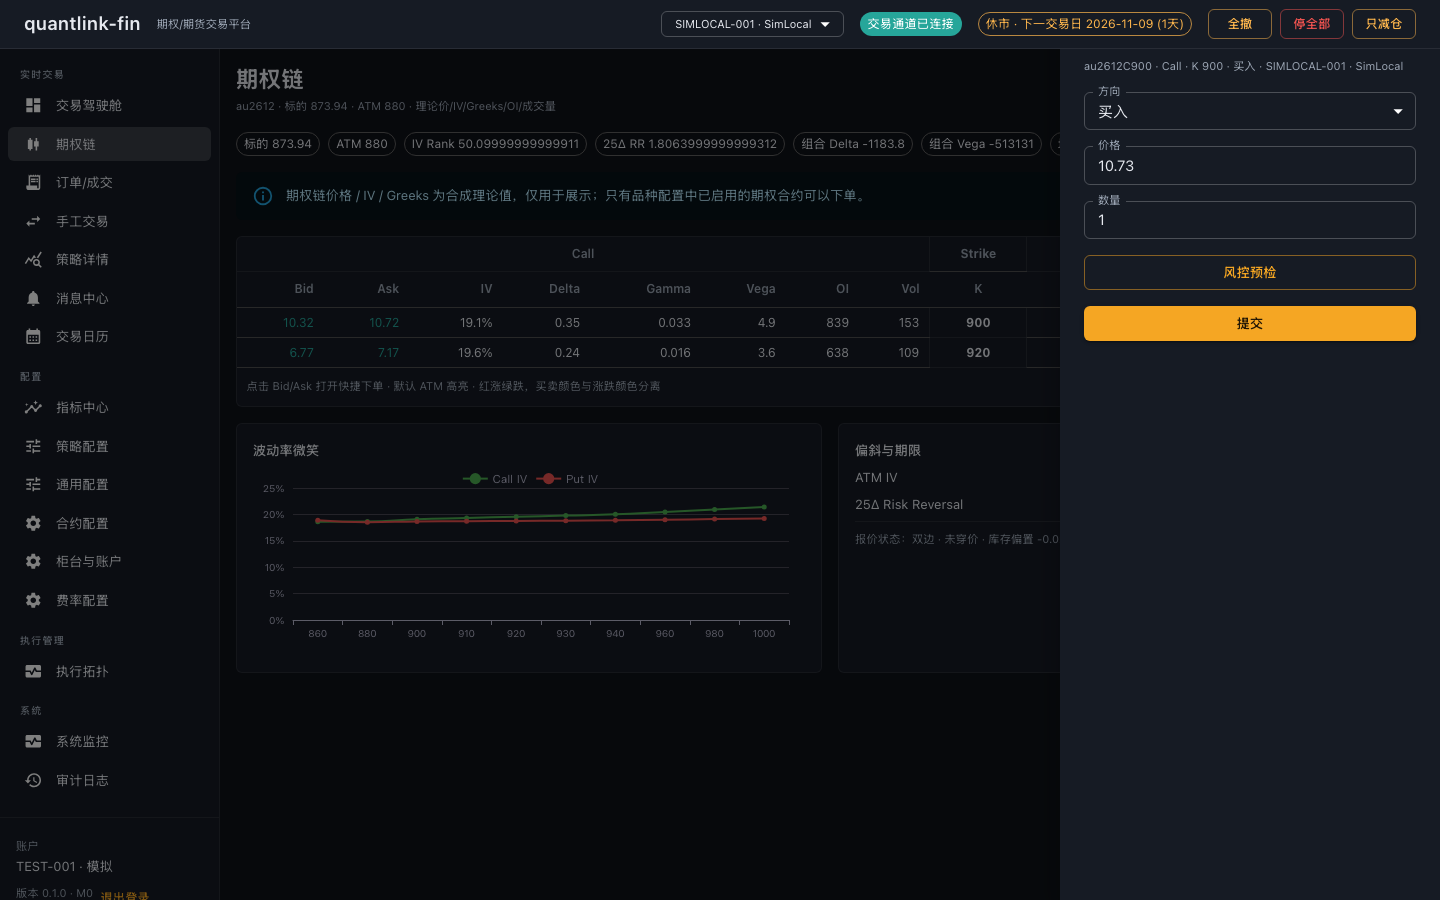 quantlink-fin 期权/期货交易平台 SIMLOCAL-001 · SimLocal 交易通道已连接 休市 · 下一交易日 2026-11-09 (1天) 全撤 停全部 只减仓
实时交易
交易驾驶舱
期权链
订单/成交
手工交易
策略详情
消息中心
交易日历
配置
指标中心
策略配置
通用配置
合约配置
柜台与账户
费率配置
执行管理
执行拓扑
系统
系统监控
审计日志
账户
TEST-001 · 模拟
版本 0.1.0 · M0 退出登录
期权链
au2612 · 标的 873.94 · ATM 880 · 理论价/IV/Greeks/OI/成交量
标的 873.94 ATM 880 IV Rank 50.09999999999911 25Δ RR 1.8063999999999312 组合 Delta -1183.8 组合 Vega -513131
期权链价格 / IV / Greeks 为合成理论值，仅用于展示；只有品种配置中已启用的期权合约可以下单。
Call Strike
Bid Ask IV Delta Gamma Vega OI Vol K
10.32 10.72 19.1% 0.35 0.033 4.9 839 153 900
6.77 7.17 19.6% 0.24 0.016 3.6 638 109 920
点击 Bid/Ask 打开快捷下单 · 默认 ATM 高亮 · 红涨绿跌，买卖颜色与涨跌颜色分离
波动率微笑
Call IV Put IV
25%
20%
15%
10%
5%
0%
860 880 900 910 920 930 940 960 980 1000
偏斜与期限
ATM IV
25Δ Risk Reversal
报价状态：双边 · 未穿价 · 库存偏置 -0.0
au2612C900 · Call · K 900 · 买入 · SIMLOCAL-001 · SimLocal
方向
买入
价格
10.73
数量
1
风控预检
提交